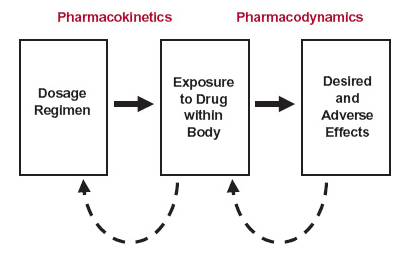 Pharmacokinetics
Pharmacodynamics
Dosage
Regimen
Exposure
to Drug
within
Body
Desired
and
Adverse
Effects